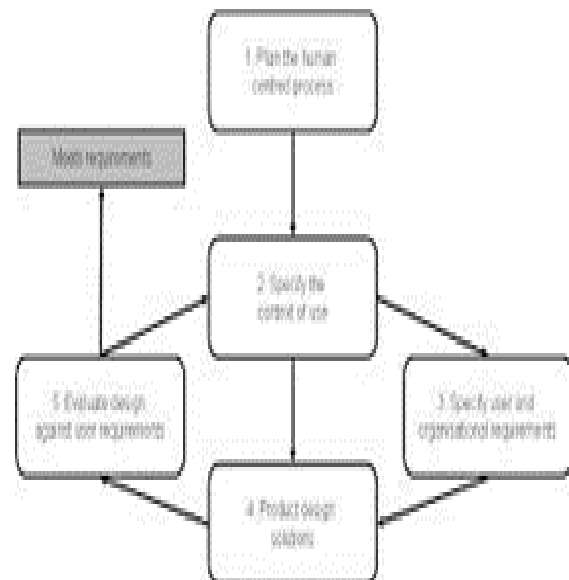 1. Plan the human
centred process
Meets requirements
2. Specify the
context of use
5. Evaluate design
against user requirements
3. Specify user and
organisational requirements
4. Product design
solutions